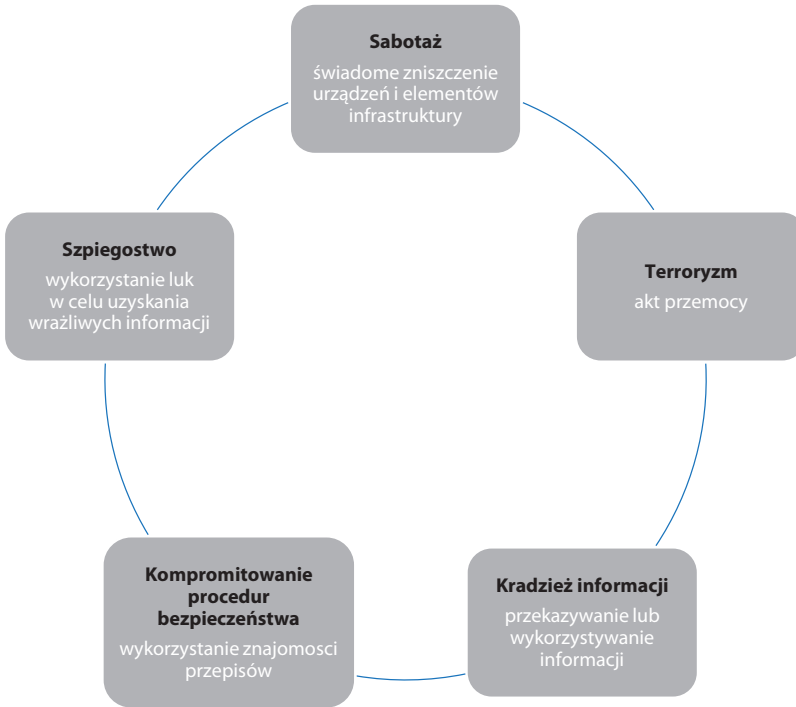 Sabotaż
świadome zniszczenie
urządzeń i elementów
infrastruktury
Terroryzm
akt przemocy
Kradzież informacji
przekazywanie lub
wykorzystywanie
informacji
Kompromitowanie
procedur
bezpieczeństwa
wykorzystanie znajomosci
przepisów
Szpiegostwo
wykorzystanie luk
w celu uzyskania
wrażliwych informacji